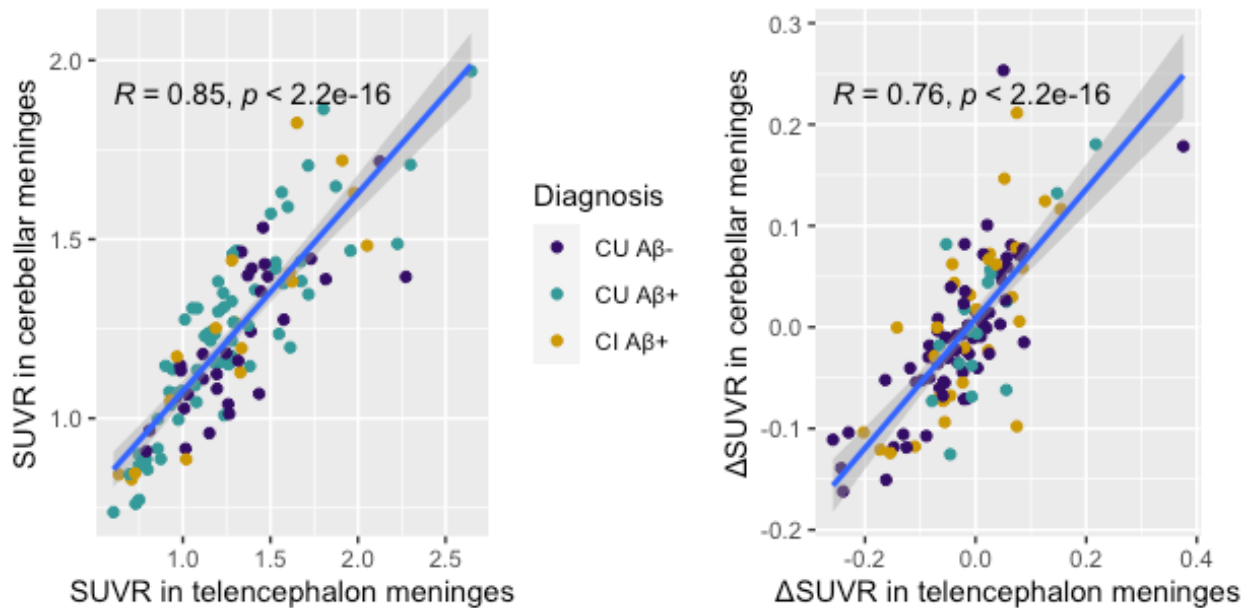 R = 0.85, p < 2.2e-16
SUVR in cerebellar meninges
2.0
1.5
1.0
1.0
1.5
2.0
2.5
SUVR in telencephalon meninges
Diagnosis
CU Aβ-
CU Aβ+
CI Aβ+
R = 0.76, p < 2.2e-16
ΔSUVR in cerebellar meninges
0.3
0.2
0.1
0.0
-0.1
-0.2
-0.2
0.0
0.2
0.4
ΔSUVR in telencephalon meninges